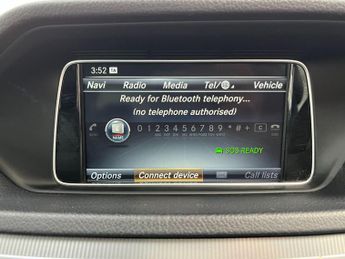 3:52 TA
Navi Radio Media Tel/ Vehicle
Ready for Bluetooth telephony...
(no telephone authorised)
0 1 2 3 4 5 6 7 8 9 * # + C
SOS READY
Options Connect device Call lists